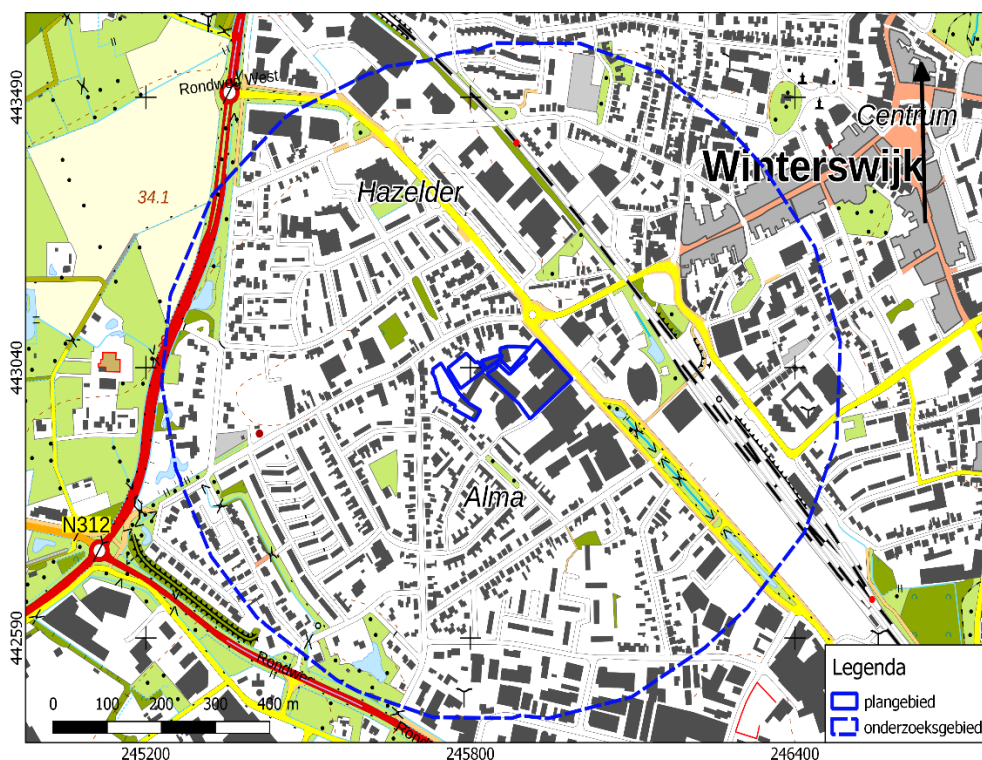 Rondweg West
443490
Centrum
Winterswijk
Hazelder
34.1
443040
Alma
N312
442590
Rondweg
Legenda
plangebied
onderzoeksgebied
0 100 200 300 400 m
245200 245800 246400